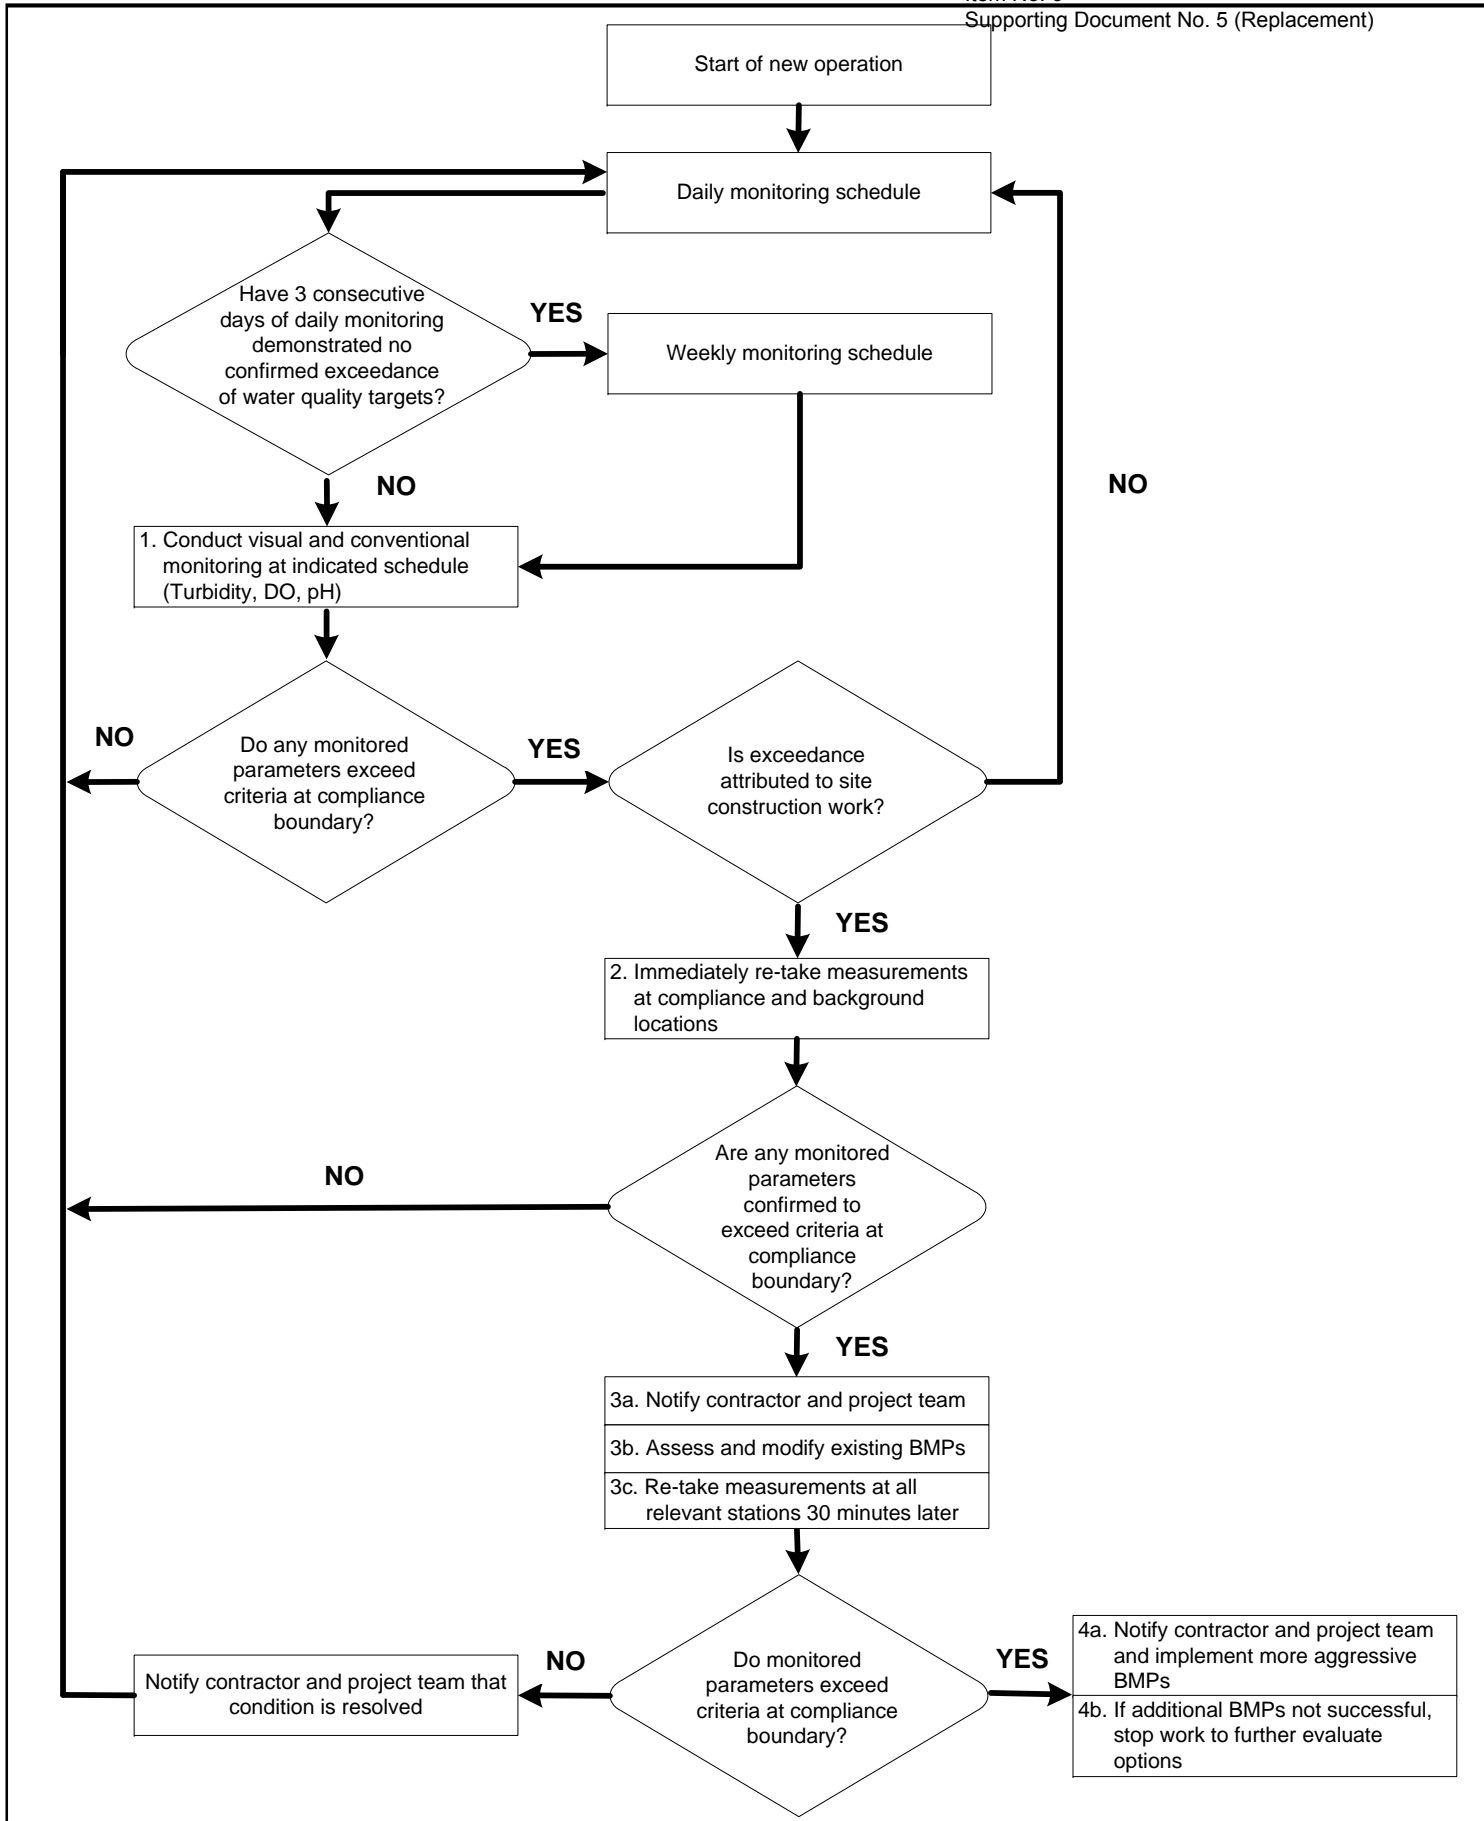 Supporting Document No. 5 (Replacement)
Start of new operation
Daily monitoring schedule
Have 3 consecutive
days of daily monitoring
demonstrated no
confirmed exceedance
of water quality targets?
YES
Weekly monitoring schedule
NO
NO
1. Conduct visual and conventional
monitoring at indicated schedule
(Turbidity, DO, pH)
NO
Do any monitored
parameters exceed
criteria at compliance
boundary?
YES
Is exceedance
attributed to site
construction work?
YES
2. Immediately re-take measurements
at compliance and background
locations
Are any monitored
parameters
confirmed to
exceed criteria at
compliance
boundary?
NO
YES
3a. Notify contractor and project team
3b. Assess and modify existing BMPs
3c. Re-take measurements at all
relevant stations 30 minutes later
Do monitored
parameters exceed
criteria at compliance
boundary?
NO
Notify contractor and project team that
condition is resolved
YES
4a. Notify contractor and project team
and implement more aggressive
BMPs
4b. If additional BMPs not successful,
stop work to further evaluate
options